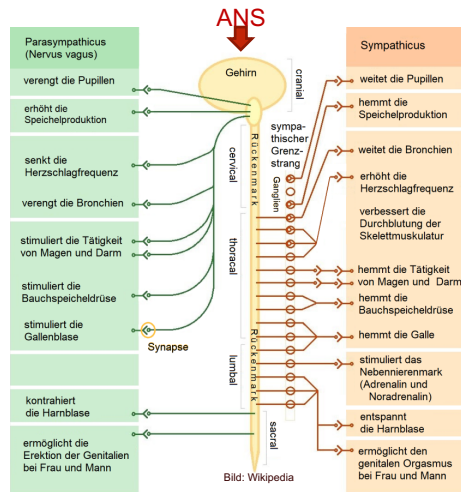 ANS
Parasympathicus
(Nervus vagus)
verengt die Pupillen
erhöht die
Speichelproduktion
senkt die
Herzschlagfrequenz
verengt die Bronchien
stimuliert die Tätigkeit
von Magen und Darm
stimuliert die
Bauchspeicheldrüse
stimuliert die
Gallenblase
kontrahiert
die Harnblase
ermöglicht die
Erektion der Genitalien
bei Frau und Mann
Synapse
Gehirn
cranial
cervical
thoracal
lumbal
sacral
Rückenmark
Rückenmark
sympa-
thischer
Grenz-
strang
Ganglien
Bild: Wikipedia
Sympathicus
weitet die Pupillen
hemmt die
Speichelproduktion
weitet die Bronchien
erhöht die
Herzschlagfrequenz
verbessert die
Durchblutung der
Skelettmuskulatur
hemmt die Tätigkeit
von Magen und Darm
hemmt die
Bauchspeicheldrüse
hemmt die Galle
stimuliert das
Nebennierenmark
(Adrenalin und
Noradrenalin)
entspannt
die Harnblase
ermöglicht den
genitalen Orgasmus
bei Frau und Mann